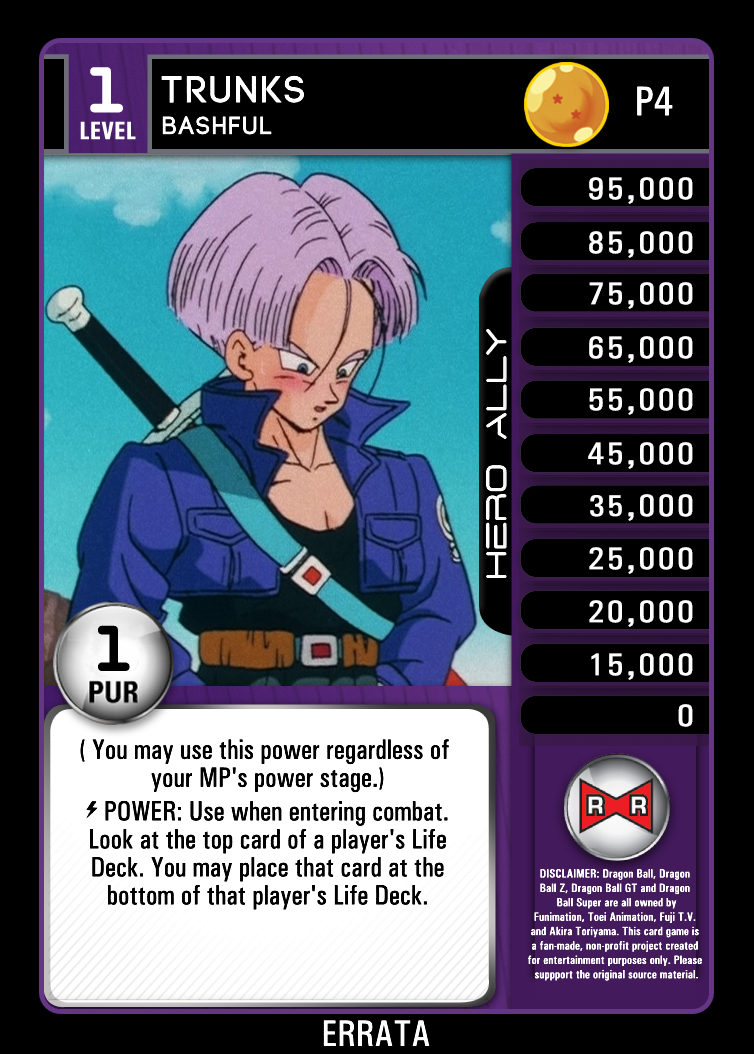 1
LEVEL
TRUNKS
BASHFUL
P4
95,000
85,000
75,000
65,000
55,000
45,000
35,000
25,000
20,000
15,000
0
HERO ALLY
1
PUR
( You may use this power regardless of
your MP's power stage.)
POWER: Use when entering combat.
Look at the top card of a player's Life
Deck. You may place that card at the
bottom of that player's Life Deck.
R R
DISCLAIMER: Dragon Ball, Dragon
Ball Z, Dragon Ball GT and Dragon
Ball Super are all owned by
Funimation, Toei Animation, Fuji T.V.
and Akira Toriyama. This card game is
a fan-made, non-profit project created
for entertainment purposes only. Please
suppport the original source material.
ERRATA